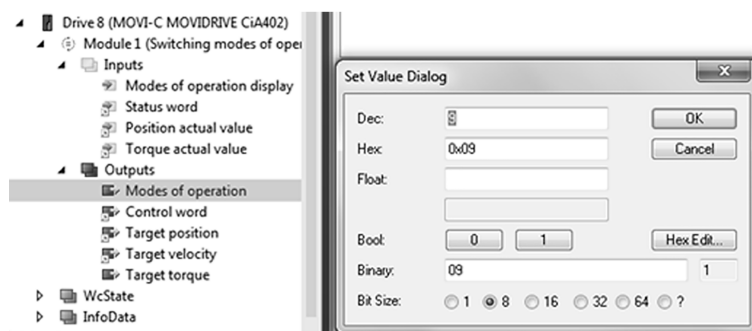 Drive 8 (MOVI-C MOVIDRIVE CiA402)
Module 1 (Switching modes of oper
Inputs
Modes of operation display
Status word
Position actual value
Torque actual value
Outputs
Modes of operation
Control word
Target position
Target velocity
Target torque
WcState
InfoData
Set Value Dialog
Dec: 9 OK
Hex: 0x09 Cancel
Float:
Bool: 0 1 Hex Edit...
Binary: 09 1
Bit Size: 1 8 16 32 64 ?